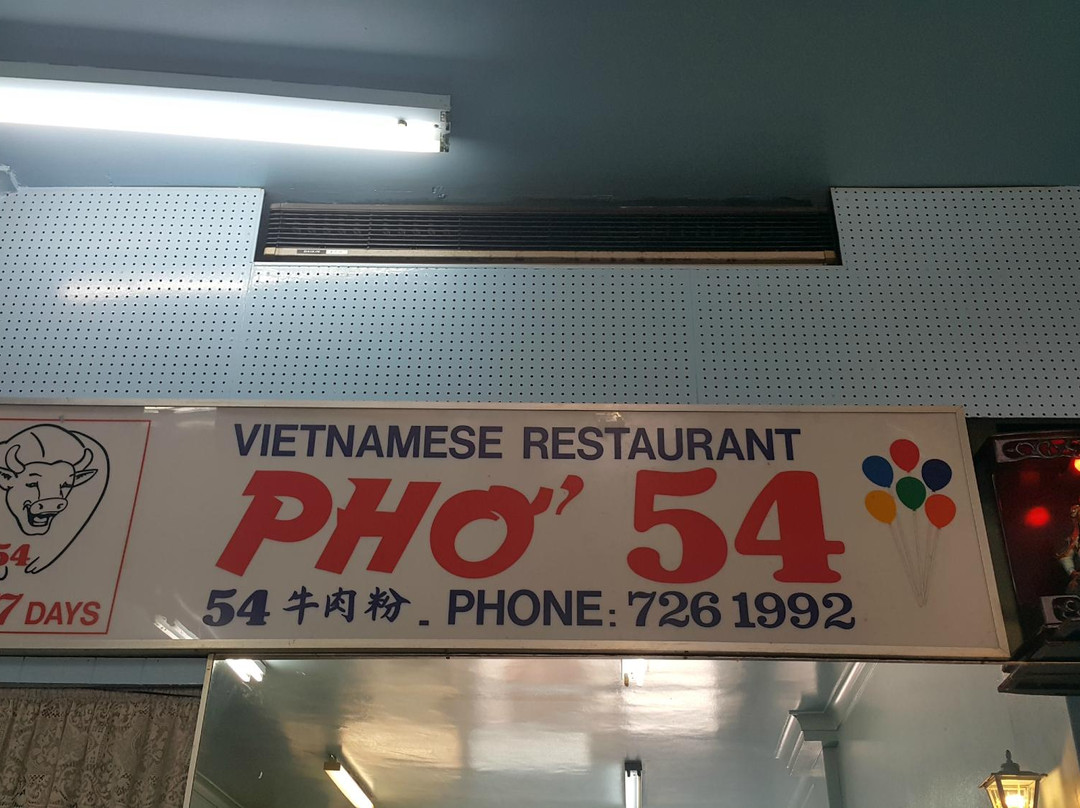 VIETNAMESE RESTAURANT
PHỞ 54
54 牛肉粉 - PHONE: 726 1992
54
7 DAYS